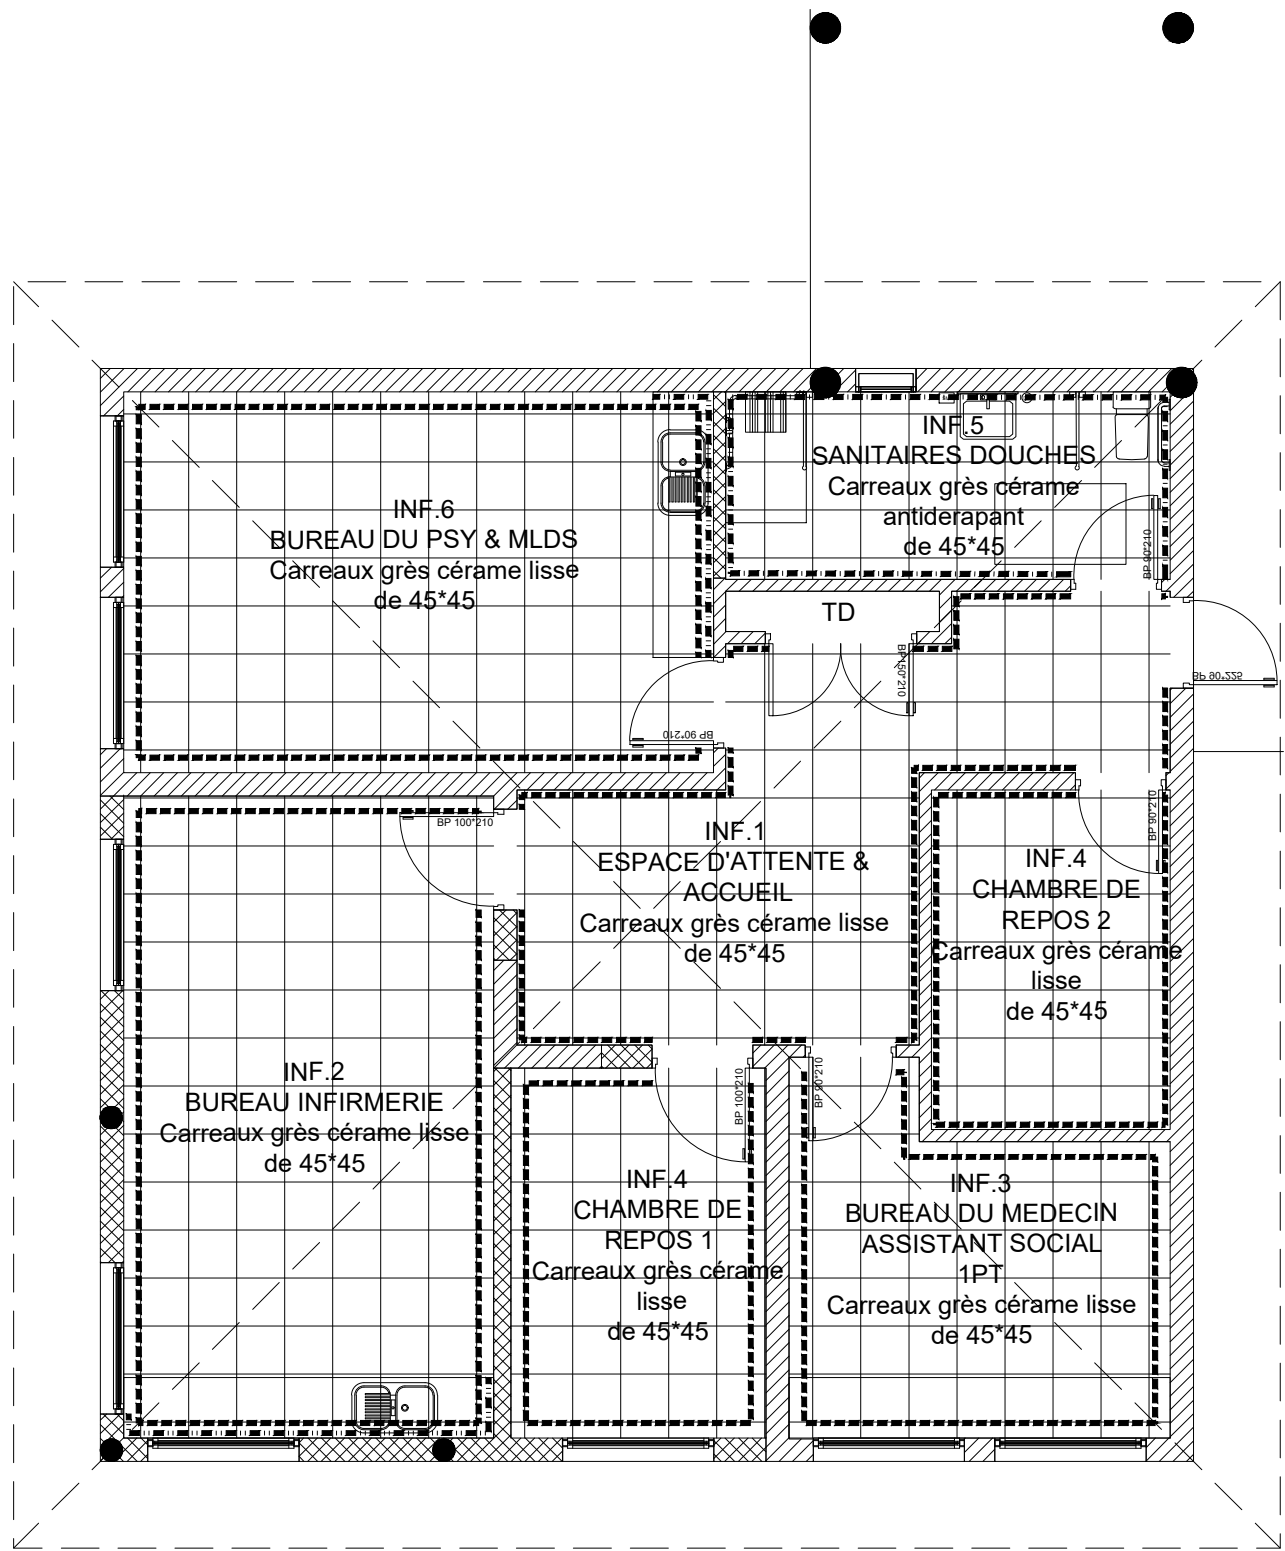 INF.5
SANITAIRES DOUCHES
Carreaux grès cérame
antiderapant
de 45*45
BP 90*210
INF.6
BUREAU DU PSY & MLDS
Carreaux grès cérame lisse
de 45*45
TD
BP150*210
BP 90*225
BP 90*210
BP 100*210
INF.1
ESPACE D'ATTENTE &
ACCUEIL
Carreaux grès cérame lisse
de 45*45
BP 90*210
INF.4
CHAMBRE DE
REPOS 2
Carreaux grès cérame
lisse
de 45*45
INF.2
BUREAU INFIRMERIE
Carreaux grès cérame lisse
de 45*45
BP 100*210
BP 90*210
INF.4
CHAMBRE DE
REPOS 1
Carreaux grès cérame
lisse
de 45*45
INF.3
BUREAU DU MEDECIN
ASSISTANT SOCIAL
1PT
Carreaux grès cérame lisse
de 45*45